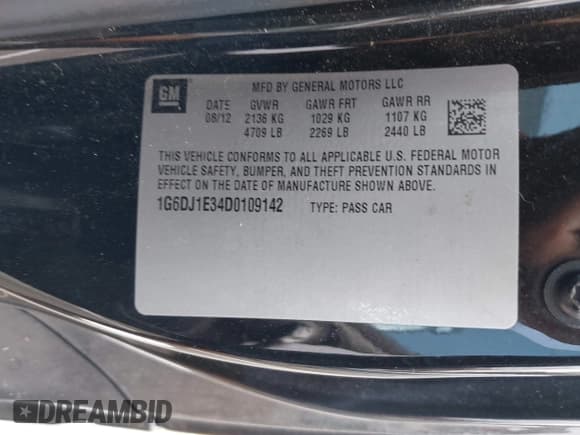 GM
MFD BY GENERAL MOTORS LLC
DATE GVWR GAWR FRT GAWR RR
08/12 2136 KG 1029 KG 1107 KG
4709 LB 2269 LB 2440 LB
THIS VEHICLE CONFORMS TO ALL APPLICABLE U.S. FEDERAL MOTOR
VEHICLE SAFETY, BUMPER, AND THEFT PREVENTION STANDARDS IN
EFFECT ON THE DATE OF MANUFACTURE SHOWN ABOVE.
1G6DJ1E34D0109142 TYPE: PASS CAR
DREAMBID